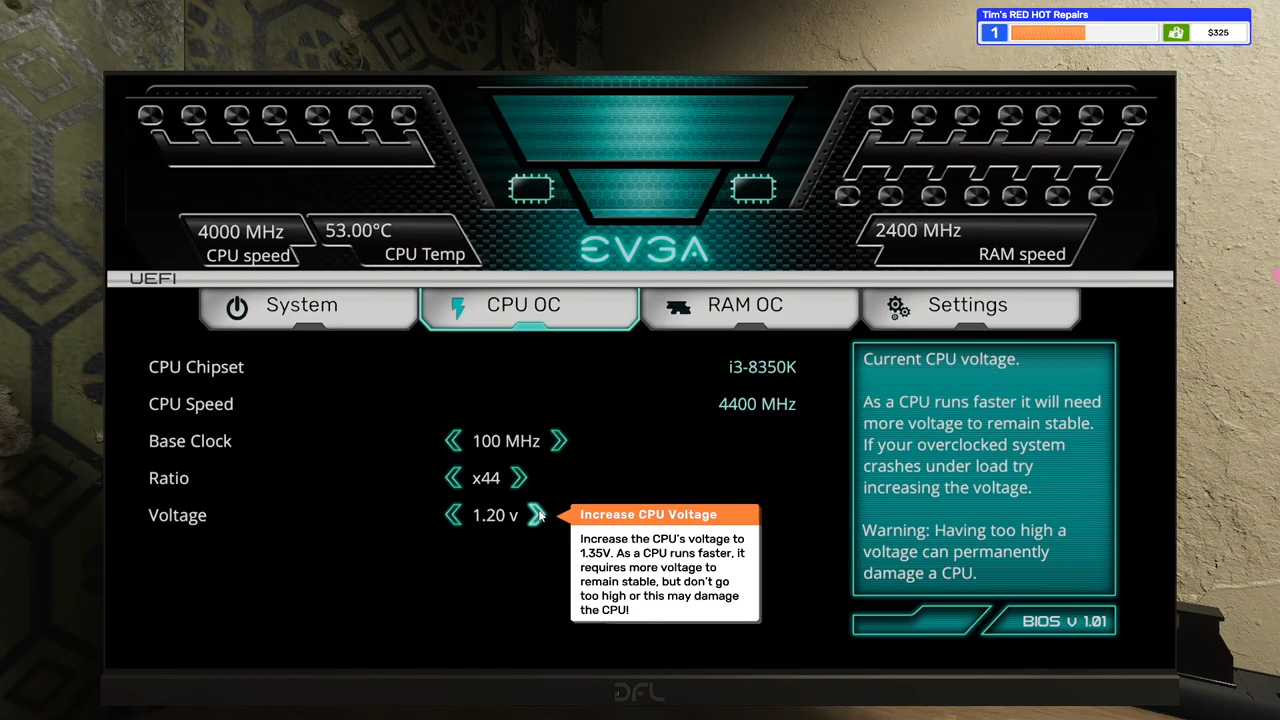 Tim's RED HOT Repairs
1
$325
4000 MHz
CPU speed
53.00°C
CPU Temp
EVGA
2400 MHz
RAM speed
UEFI
System
CPU OC
RAM OC
Settings
CPU Chipset
i3-8350K
CPU Speed
4400 MHz
Base Clock
100 MHz
Ratio
x44
Voltage
1.20 v
Increase CPU Voltage
Increase the CPU's voltage to
1.35V. As a CPU runs faster, it
requires more voltage to
remain stable, but don't go
too high or this may damage
the CPU!
Current CPU voltage.
As a CPU runs faster it will need
more voltage to remain stable.
If your overclocked system
crashes under load try
increasing the voltage.
Warning: Having too high a
voltage can permanently
damage a CPU.
BIOS v 1.01
DFL